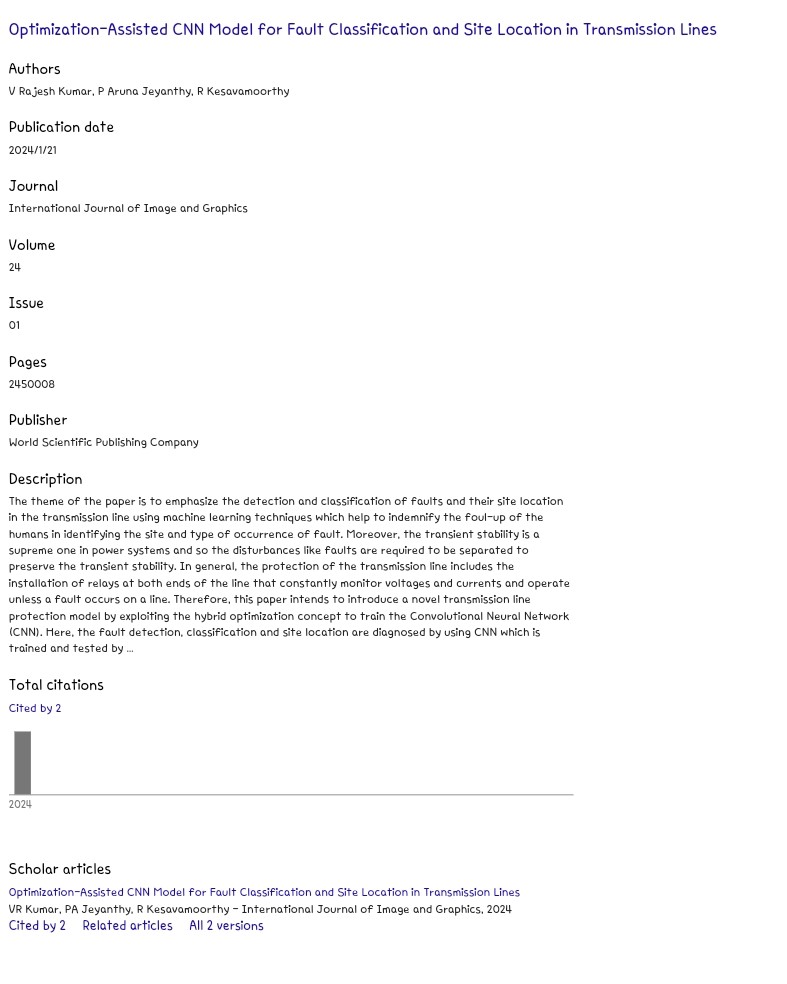 Optimization-Assisted CNN Model for Fault Classification and Site Location in Transmission Lines
Authors
V Rajesh Kumar, P Aruna Jeyanthy, R Kesavamoorthy
Publication date
2024/1/21
Journal
International Journal of Image and Graphics
Volume
24
Issue
01
Pages
2450008
Publisher
World Scientific Publishing Company
Description
The theme of the paper is to emphasize the detection and classification of faults and their site location
in the transmission line using machine learning techniques which help to indemnify the foul-up of the
humans in identifying the site and type of occurrence of fault. Moreover, the transient stability is a
supreme one in power systems and so the disturbances like faults are required to be separated to
preserve the transient stability. In general, the protection of the transmission line includes the
installation of relays at both ends of the line that constantly monitor voltages and currents and operate
unless a fault occurs on a line. Therefore, this paper intends to introduce a novel transmission line
protection model by exploiting the hybrid optimization concept to train the Convolutional Neural Network
(CNN). Here, the fault detection, classification and site location are diagnosed by using CNN which is
trained and tested by ...
Total citations
Cited by 2
2024
Scholar articles
Optimization-Assisted CNN Model for Fault Classification and Site Location in Transmission Lines
VR Kumar, PA Jeyanthy, R Kesavamoorthy - International Journal of Image and Graphics, 2024
Cited by 2 Related articles All 2 versions